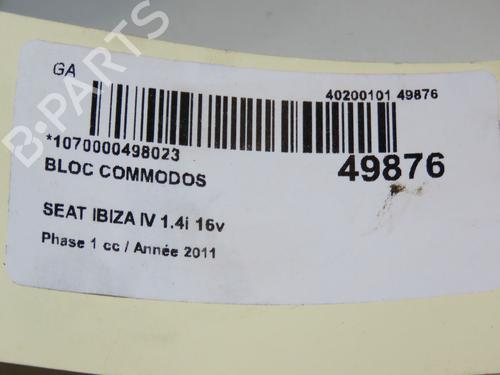 GA
40200101 49876
*1070000498023
49876
BLOC COMMODOS
SEAT IBIZA IV 1.4i 16v
Phase 1 cc / Année 2011
B-PARTS